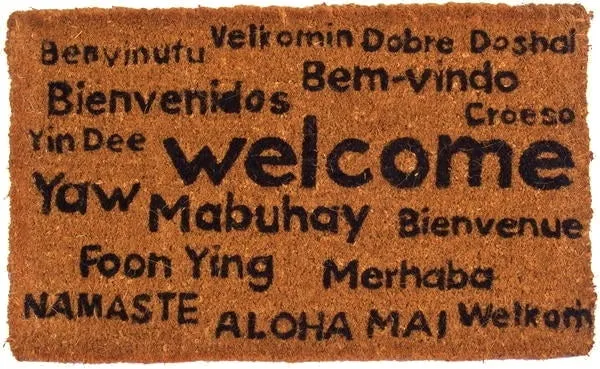 Benvinutu Velkomin Dobre Doshal
Bienvenidos Bem-vindo
Croeso
Yin Dee welcome
Yaw Mabuhay Bienvenue
Foon Ying Merhaba
NAMASTE ALOHA MAI Welkom